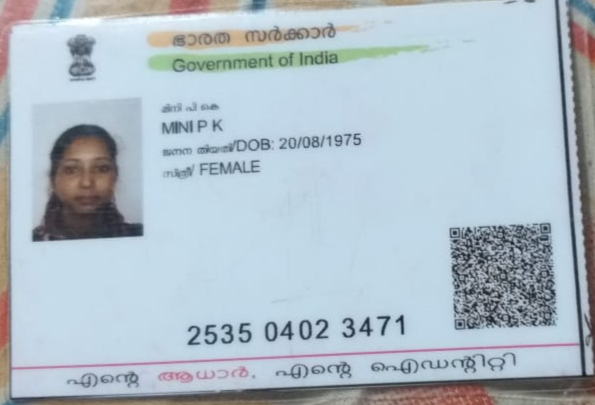 ഭാരത സർക്കാർ
Government of India
മിനി പി കെ
MINI P K
ജനന തിയതി/DOB: 20/08/1975
സ്ത്രീ/ FEMALE
2535 0402 3471
എന്റെ ആധാർ, എന്റെ ഐഡന്റിറ്റി